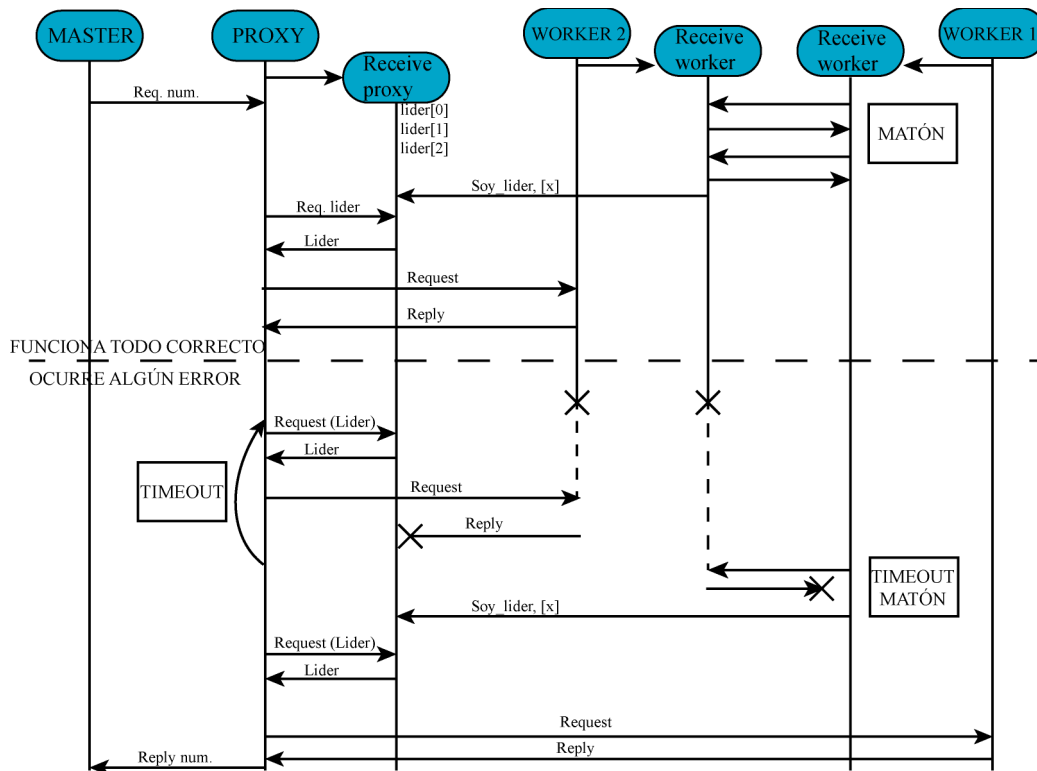 MASTER
PROXY
Receive
proxy
WORKER 2
Receive
worker
Receive
worker
WORKER 1
Req. num.
lider[0]
lider[1]
lider[2]
MATÓN
Soy_lider, [x]
Req. lider
Lider
Request
Reply
FUNCIONA TODO CORRECTO
OCURRE ALGÚN ERROR
Request (Lider)
Lider
TIMEOUT
Request
Reply
TIMEOUT
MATÓN
Soy_lider, [x]
Request (Lider)
Lider
Request
Reply
Reply num.